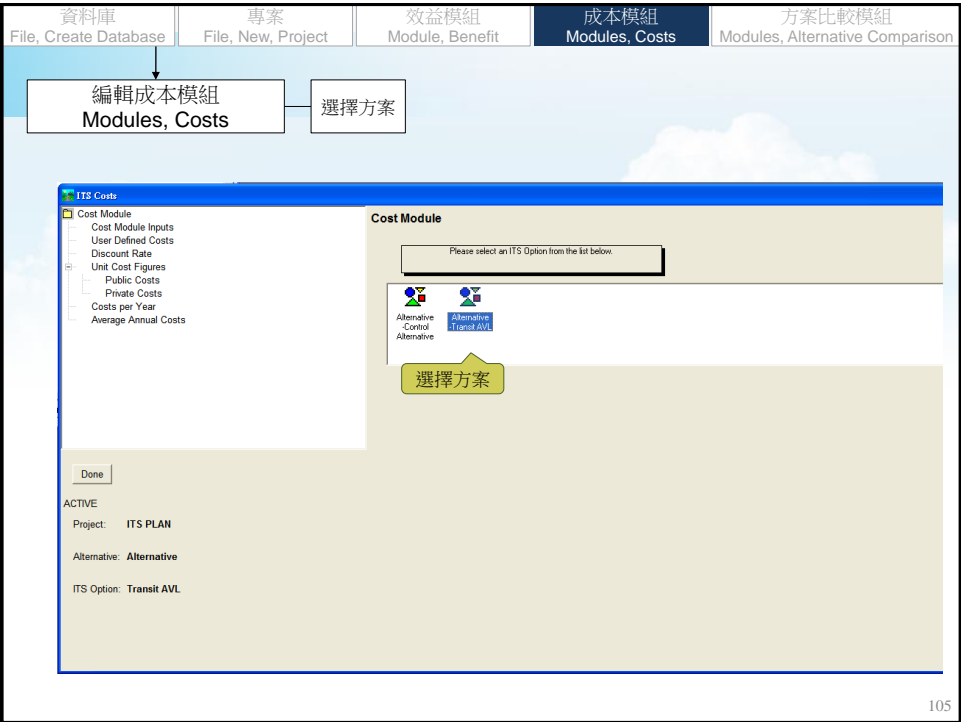 資料庫
File, Create Database
專案
File, New, Project
效益模組
Module, Benefit
成本模組
Modules, Costs
方案比較模組
Modules, Alternative Comparison
編輯成本模組
Modules, Costs
選擇方案
ITS Costs
Cost Module
Cost Module Inputs
User Defined Costs
Discount Rate
Unit Cost Figures
Public Costs
Private Costs
Costs per Year
Average Annual Costs
Cost Module
Please select an ITS Option from the list below.
Alternative
-Control
Alternative
Alternative
-Transit AVL
選擇方案
Done
ACTIVE
Project: ITS PLAN
Alternative: Alternative
ITS Option: Transit AVL
105